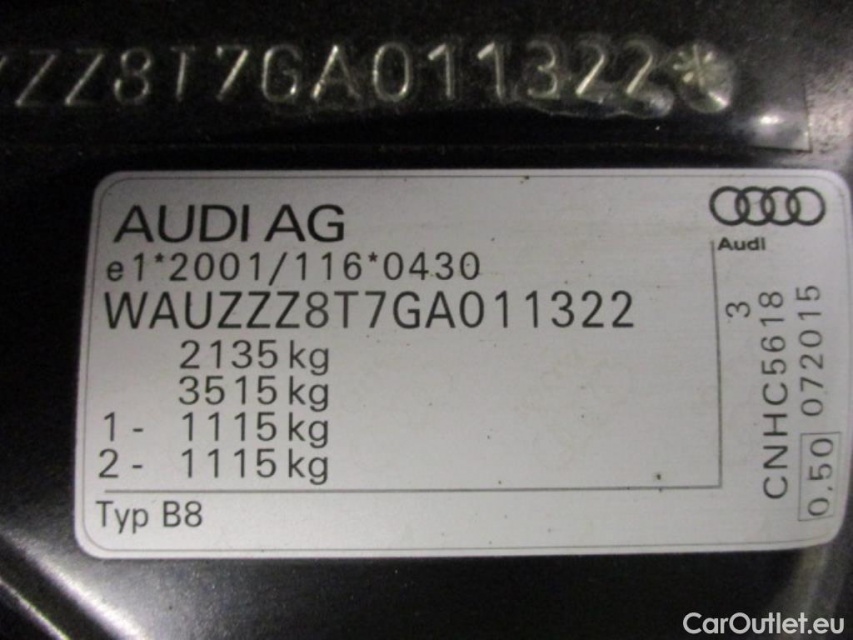 ZZ8T7GA011322*
AUDI AG
Audi
e1*2001/116*0430
WAUZZZ8T7GA011322
2135 kg
3515 kg
1 - 1115 kg
2 - 1115 kg
Typ B8
3
CNHC5618
0,50 072015
CarOutlet.eu